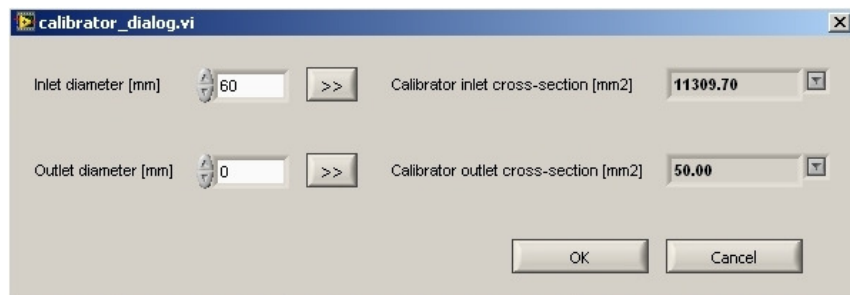 calibrator_dialog.vi
Inlet diameter [mm] 60 >> Calibrator inlet cross-section [mm2] 11309.70
Outlet diameter [mm] 0 >> Calibrator outlet cross-section [mm2] 50.00
OK Cancel